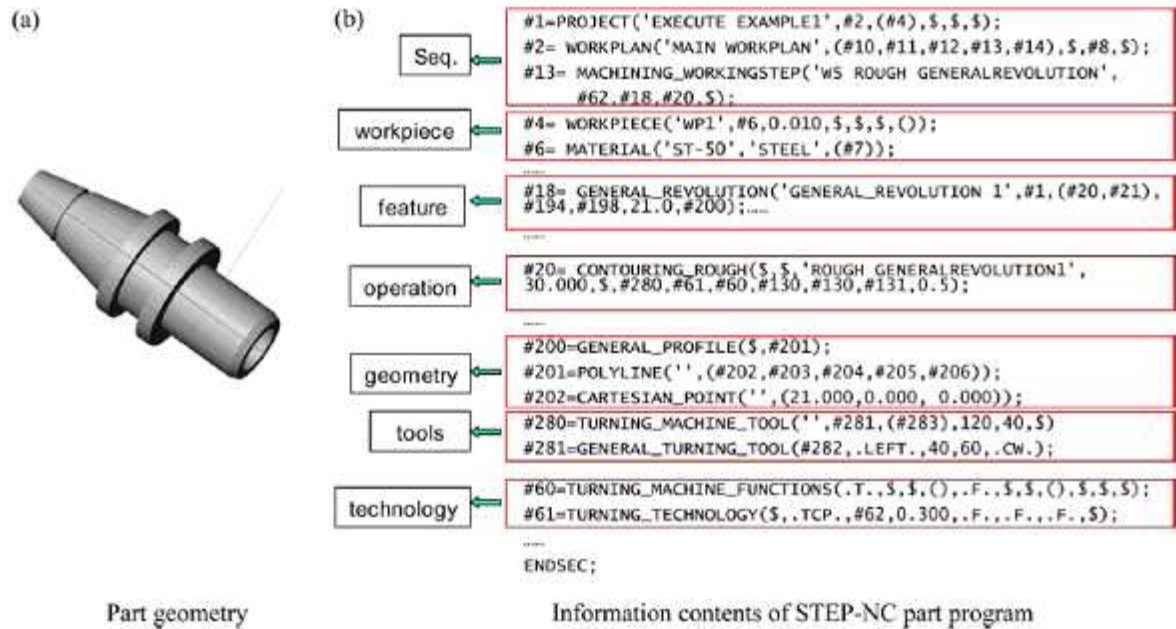 (a)
(b)
Seq.
#1=PROJECT('EXECUTE EXAMPLE1',#2,(#4),$,$,$);
#2= WORKPLAN('MAIN WORKPLAN',(#10,#11,#12,#13,#14),$,#8,$);
#13= MACHINING_WORKINGSTEP('WS ROUGH GENERALREVOLUTION',
#62,#18,#20,$);
workpiece
#4= WORKPIECE('WP1',#6,0.010,$,$,$,());
#6= MATERIAL('ST-50','STEEL',(#7));
......
feature
#18= GENERAL_REVOLUTION('GENERAL_REVOLUTION 1',#1,(#20,#21),
#194,#198,21.0,#200);......
......
operation
#20= CONTOURING_ROUGH($,$,'ROUGH GENERALREVOLUTION1',
30.000,$,#280,#61,#60,#130,#130,#131,0.5);
......
geometry
#200=GENERAL_PROFILE($,#201);
#201=POLYLINE('',(#202,#203,#204,#205,#206));
#202=CARTESIAN_POINT('',(21.000,0.000, 0.000));
tools
#280=TURNING_MACHINE_TOOL('',#281,(#283),120,40,$)
#281=GENERAL_TURNING_TOOL(#282,.LEFT.,40,60,.CW.);
technology
#60=TURNING_MACHINE_FUNCTIONS(.T.,$,$,(),.F.,$,$,(),$,$,$);
#61=TURNING_TECHNOLOGY($,.TCP.,#62,0.300,.F.,.F.,.F.,$);
......
ENDSEC;
Part geometry
Information contents of STEP-NC part program